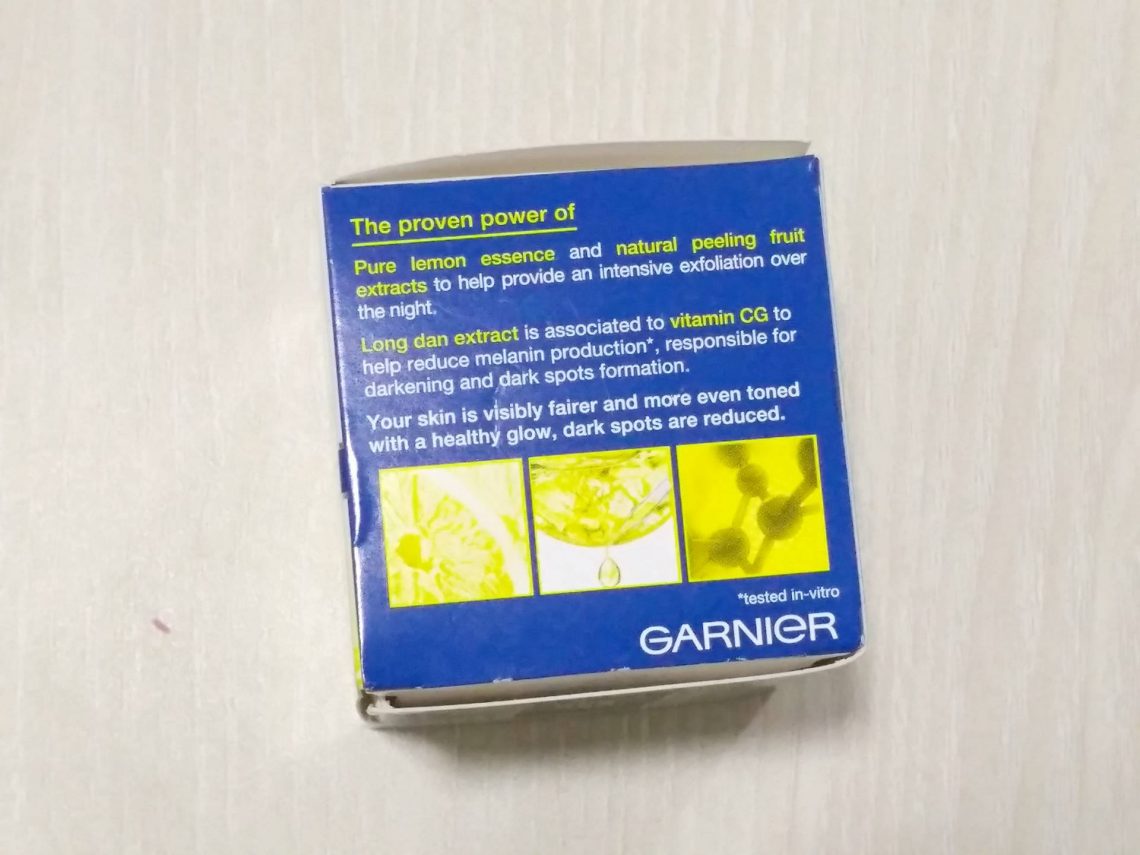 The proven power of
Pure lemon essence and natural peeling fruit
extracts to help provide an intensive exfoliation over
the night.
Long dan extract is associated to vitamin CG to
help reduce melanin production*, responsible for
darkening and dark spots formation.
Your skin is visibly fairer and more even toned
with a healthy glow, dark spots are reduced.
*tested in-vitro
GARNIER